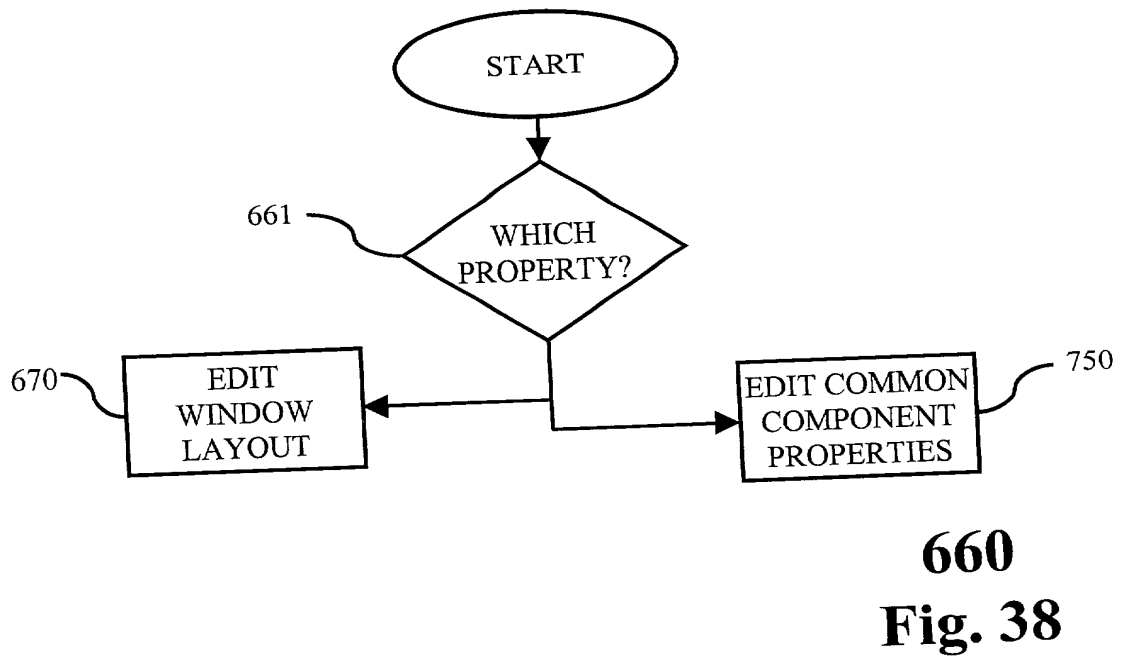 START
661
WHICH
PROPERTY?
670
EDIT
WINDOW
LAYOUT
EDIT COMMON
COMPONENT
PROPERTIES
750
660
Fig. 38